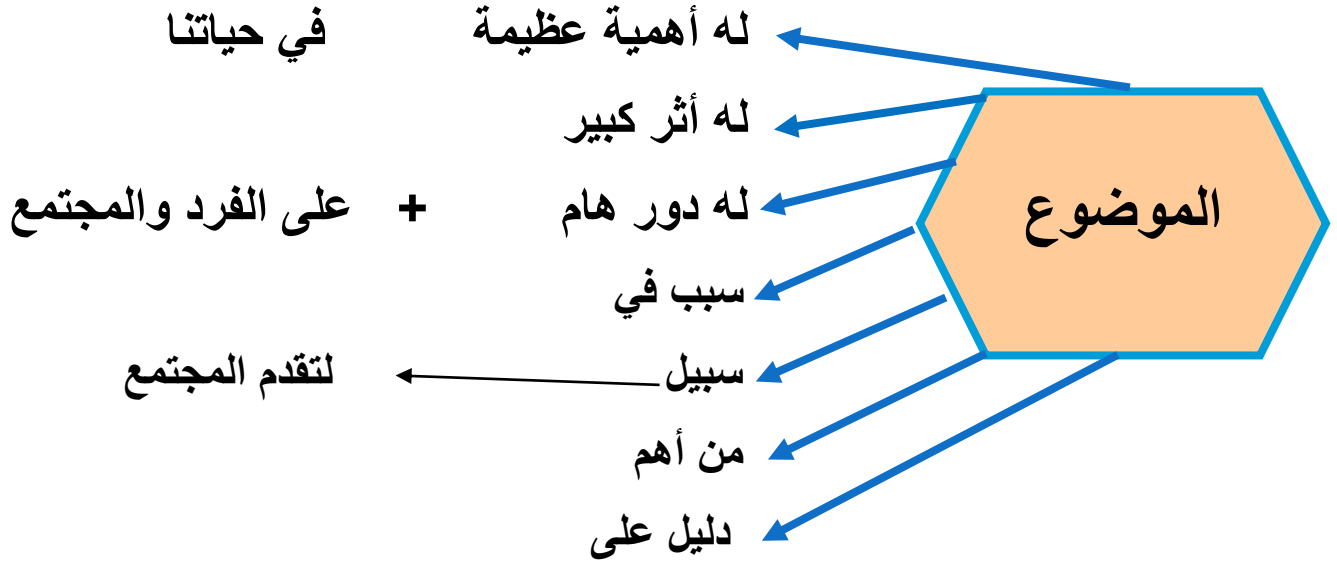 له أهمية عظيمة في حياتنا
له أثر كبير
الموضوع
له دور هام + على الفرد والمجتمع
سبب في
سبيل لتقدم المجتمع
من أهم
دليل على